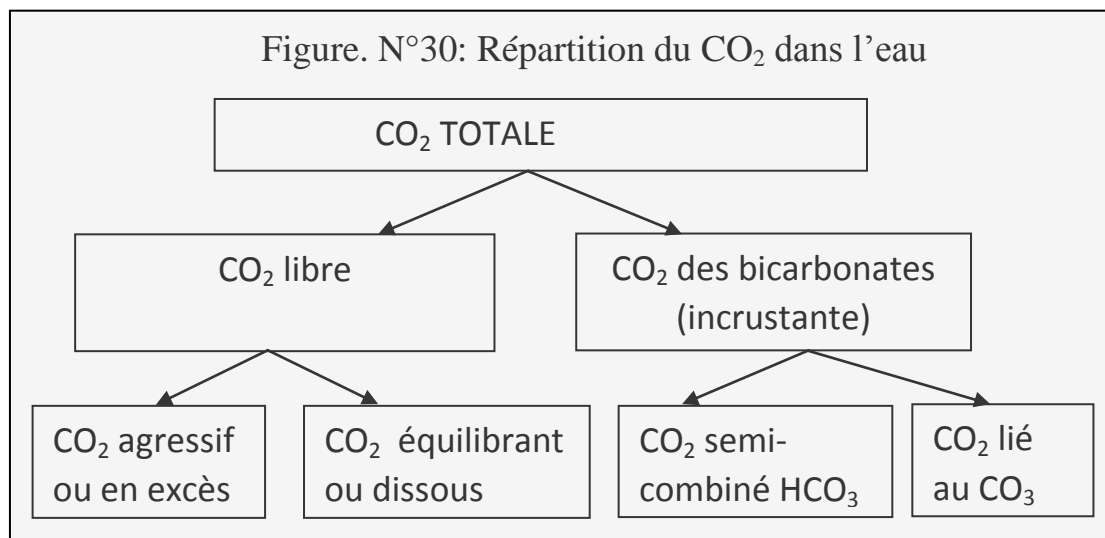 Figure. N°30: Répartition du CO₂ dans l’eau
CO₂ TOTALE
CO₂ libre
CO₂ des bicarbonates
(incrustante)
CO₂ agressif
ou en excès
CO₂ équilibrant
ou dissous
CO₂ semi-
combiné HCO₃
CO₂ lié
au CO₃